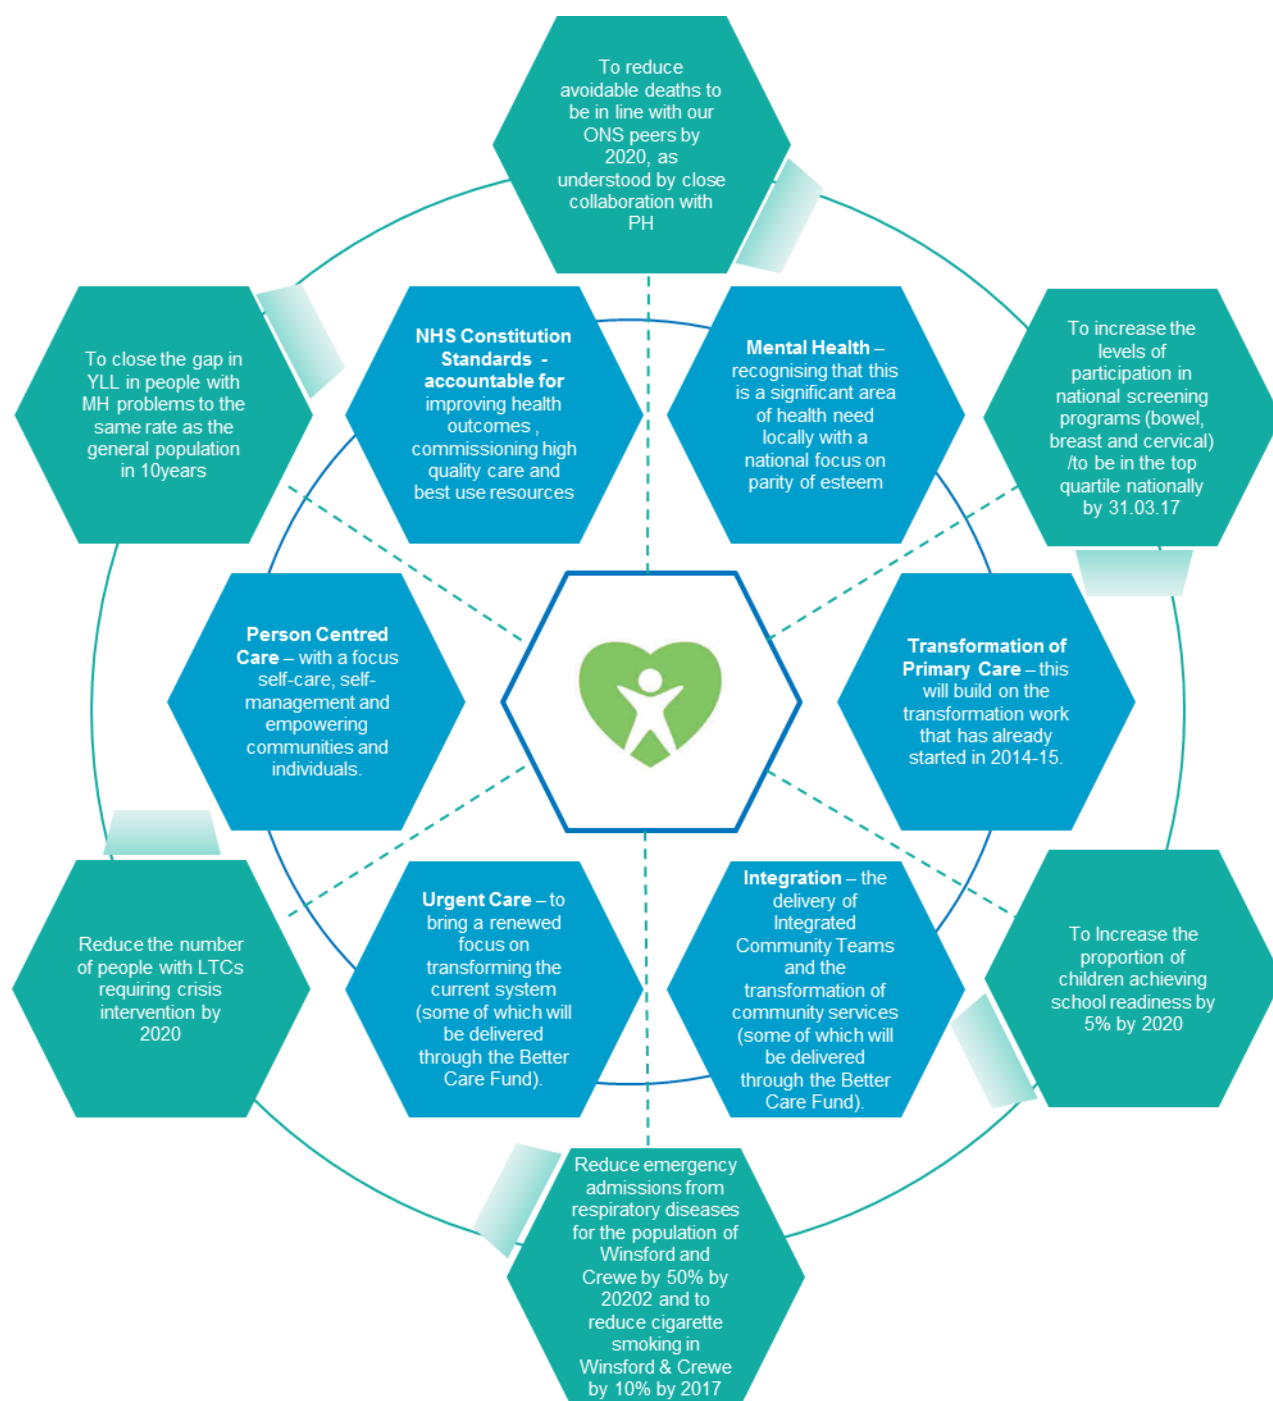 To reduce
avoidable deaths to
be in line with our
ONS peers by
2020, as
understood by close
collaboration with
PH
To close the gap in
YLL in people with
MH problems to the
same rate as the
general population
in 10years
NHS Constitution
Standards -
accountable for
improving health
outcomes ,
commissioning high
quality care and
best use resources
Mental Health –
recognising that this
is a significant area
of health need
locally with a
national focus on
parity of esteem
To increase the
levels of
participation in
national screening
programs (bowel,
breast and cervical)
/to be in the top
quartile nationally
by 31.03.17
Person Centred
Care – with a focus
self-care, self-
management and
empowering
communities and
individuals.
Transformation of
Primary Care – this
will build on the
transformation work
that has already
started in 2014-15.
Reduce the number
of people with LTCs
requiring crisis
intervention by
2020
Urgent Care – to
bring a renewed
focus on
transforming the
current system
(some of which will
be delivered
through the Better
Care Fund).
Integration – the
delivery of
Integrated
Community Teams
and the
transformation of
community services
(some of which will
be delivered
through the Better
Care Fund).
To Increase the
proportion of
children achieving
school readiness by
5% by 2020
Reduce emergency
admissions from
respiratory diseases
for the population of
Winsford and
Crewe by 50% by
20202 and to
reduce cigarette
smoking in
Winsford & Crewe
by 10% by 2017